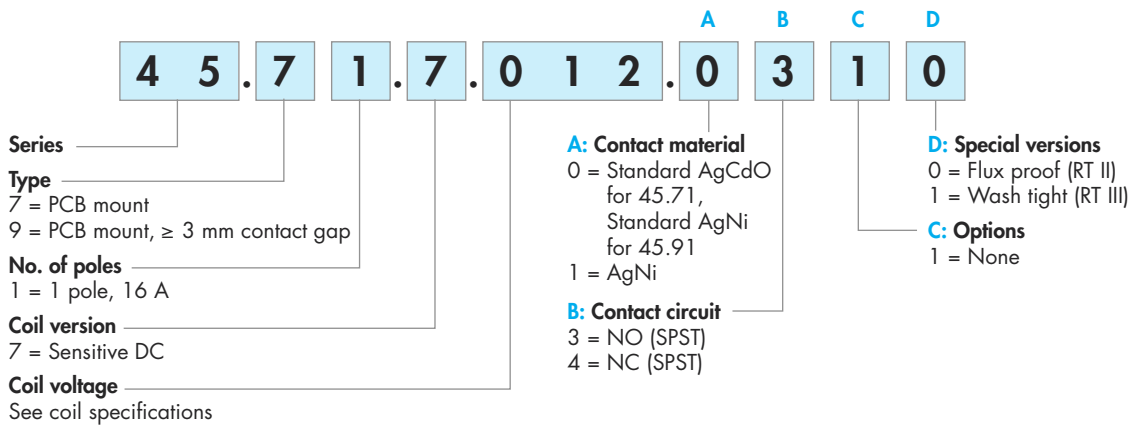 A B C D
4 5 . 7 1 . 7 . 0 1 2 . 0 3 1 0
Series
Type
7 = PCB mount
9 = PCB mount, ≥ 3 mm contact gap
No. of poles
1 = 1 pole, 16 A
Coil version
7 = Sensitive DC
Coil voltage
See coil specifications
A: Contact material
0 = Standard AgCdO
for 45.71,
Standard AgNi
for 45.91
1 = AgNi
B: Contact circuit
3 = NO (SPST)
4 = NC (SPST)
D: Special versions
0 = Flux proof (RT II)
1 = Wash tight (RT III)
C: Options
1 = None